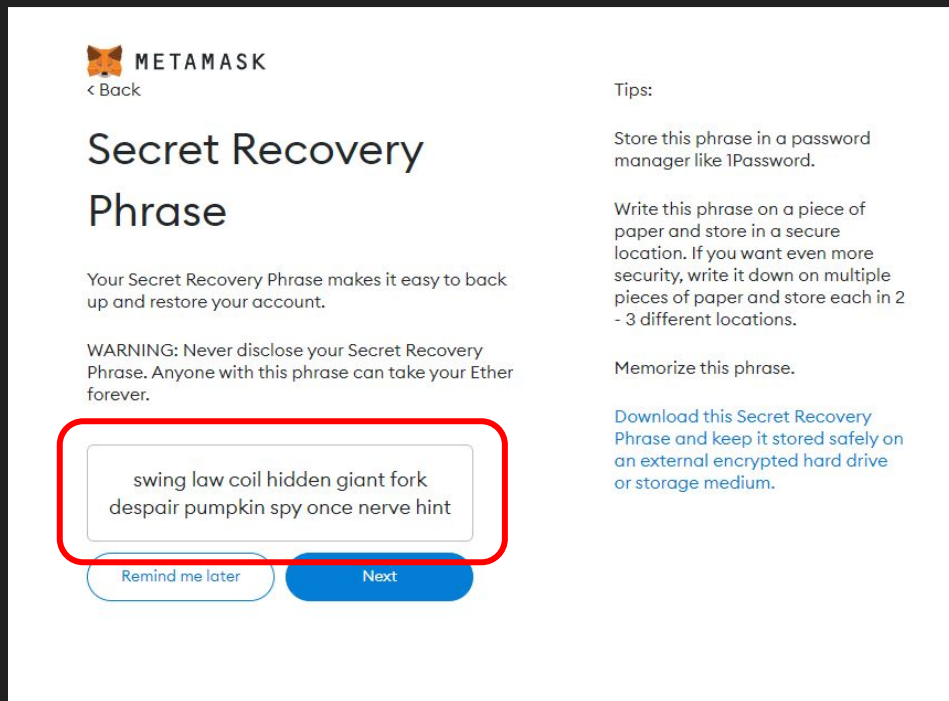 METAMASK
< Back
Secret Recovery
Phrase
Your Secret Recovery Phrase makes it easy to back
up and restore your account.
WARNING: Never disclose your Secret Recovery
Phrase. Anyone with this phrase can take your Ether
forever.
swing law coil hidden giant fork
despair pumpkin spy once nerve hint
Remind me later
Next
Tips:
Store this phrase in a password
manager like 1Password.
Write this phrase on a piece of
paper and store in a secure
location. If you want even more
security, write it down on multiple
pieces of paper and store each in 2
- 3 different locations.
Memorize this phrase.
Download this Secret Recovery
Phrase and keep it stored safely on
an external encrypted hard drive
or storage medium.